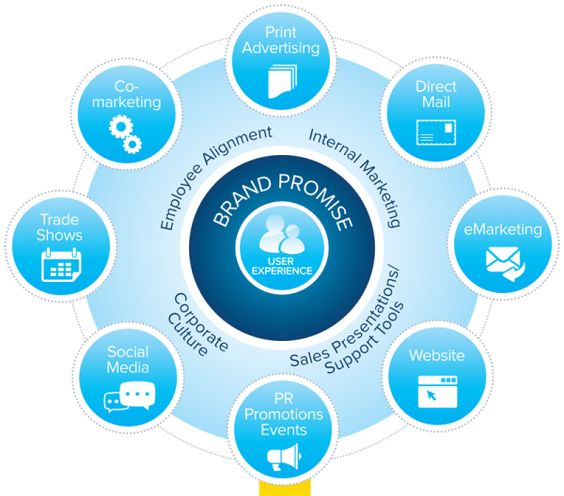 Print
Advertising
Direct
Mail
eMarketing
Website
PR
Promotions
Events
Social
Media
Trade
Shows
Co-
marketing
Employee Alignment
Internal Marketing
Sales Presentations/
Support Tools
Corporate
Culture
BRAND PROMISE
USER
EXPERIENCE